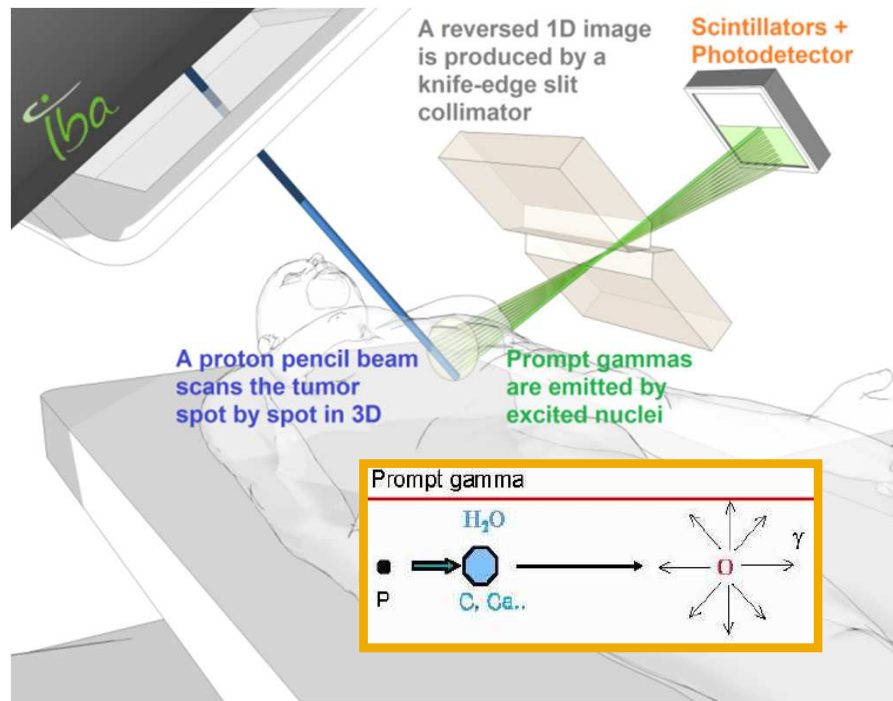 iba
A reversed 1D image
is produced by a
knife-edge slit
collimator
Scintillators +
Photodetector
A proton pencil beam
scans the tumor
spot by spot in 3D
Prompt gammas
are emitted by
excited nuclei
Prompt gamma
H₂O
γ
P
O
C, Ca..